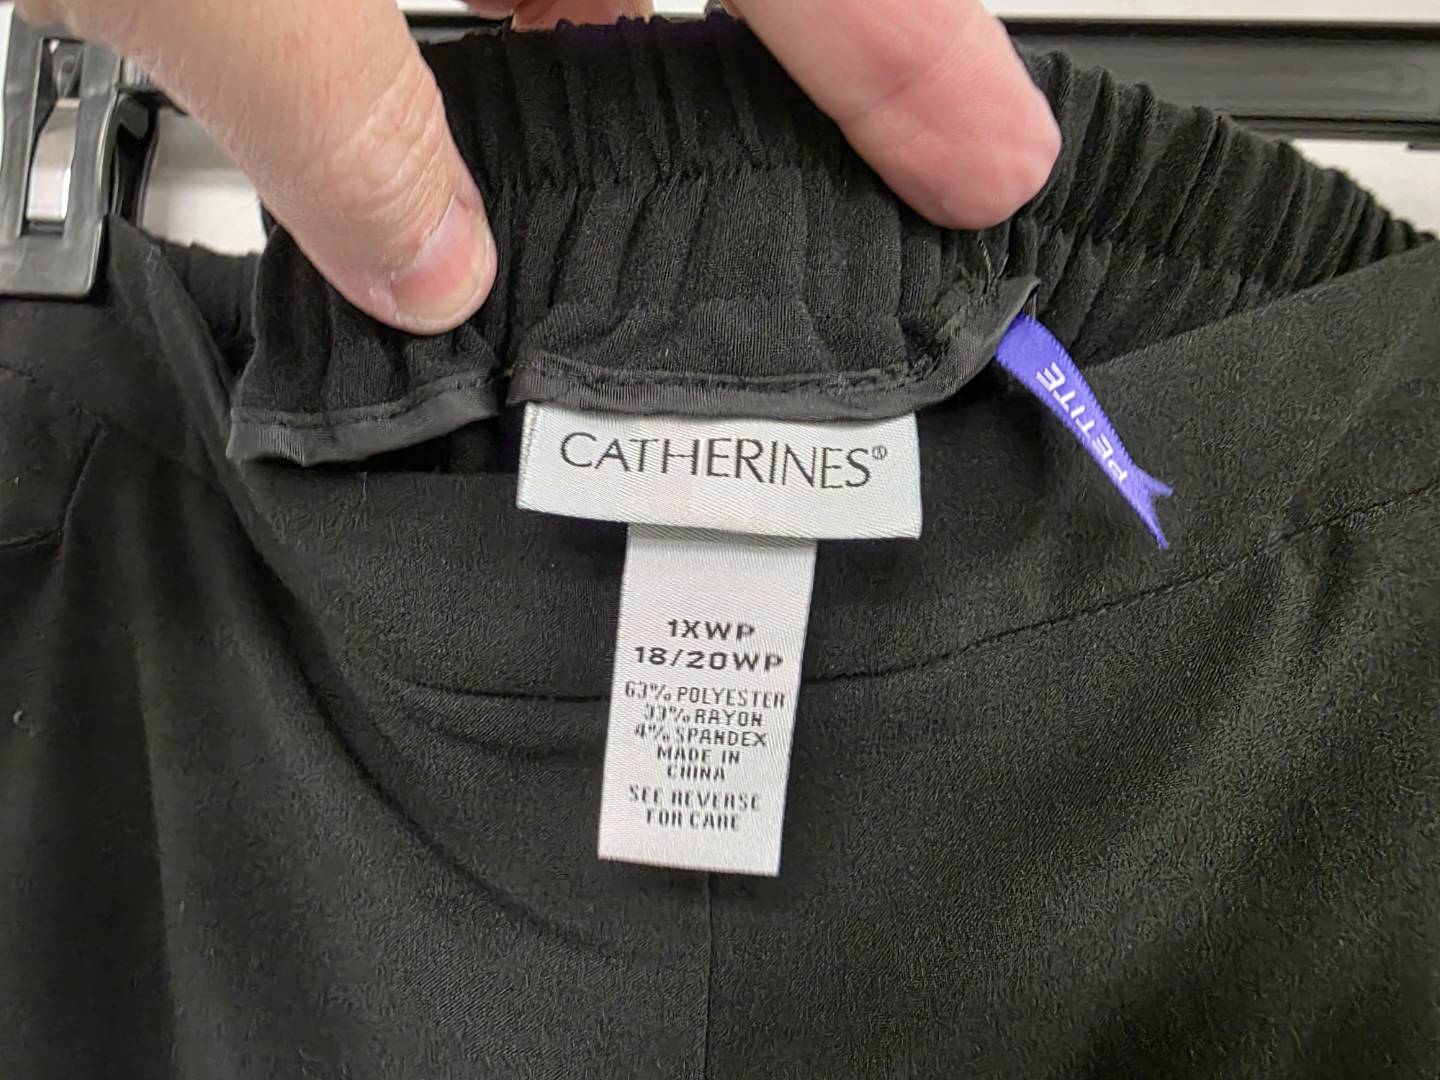 CATHERINES®
PETITE
1XWP
18/20WP
63% POLYESTER
33% RAYON
4% SPANDEX
MADE IN
CHINA
SEE REVERSE
FOR CARE